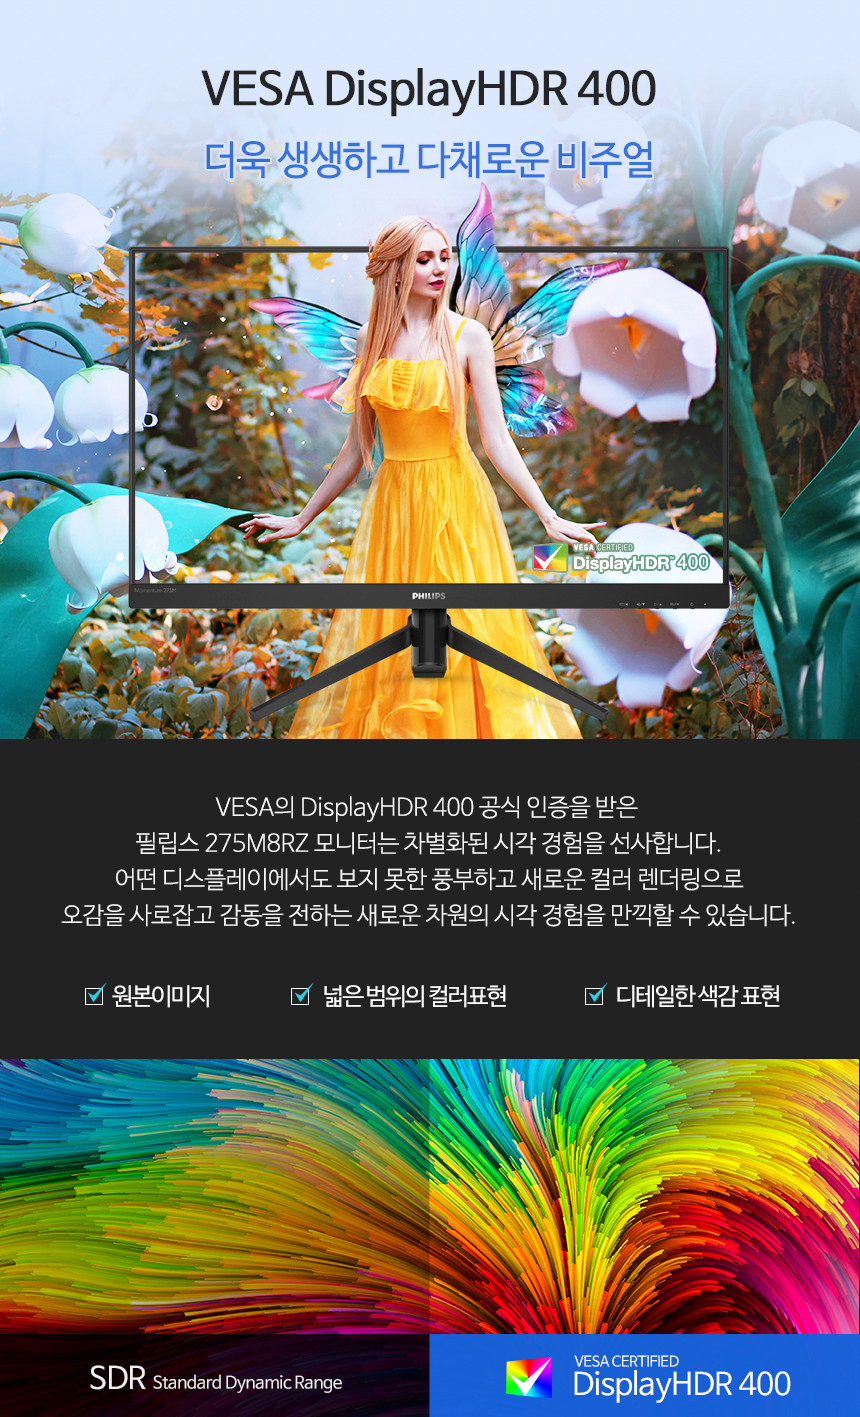 VESA DisplayHDR 400
더욱 생생하고 다채로운 비주얼
VESA CERTIFIED
DisplayHDR™ 400
Momentum 275M
PHILIPS
VESA의 DisplayHDR 400 공식 인증을 받은
필립스 275M8RZ 모니터는 차별화된 시각 경험을 선사합니다.
어떤 디스플레이에서도 보지 못한 풍부하고 새로운 컬러 렌더링으로
오감을 사로잡고 감동을 전하는 새로운 차원의 시각 경험을 만끽할 수 있습니다.
원본이미지 넓은 범위의 컬러표현 디테일한 색감 표현
SDR Standard Dynamic Range
VESA CERTIFIED
DisplayHDR 400